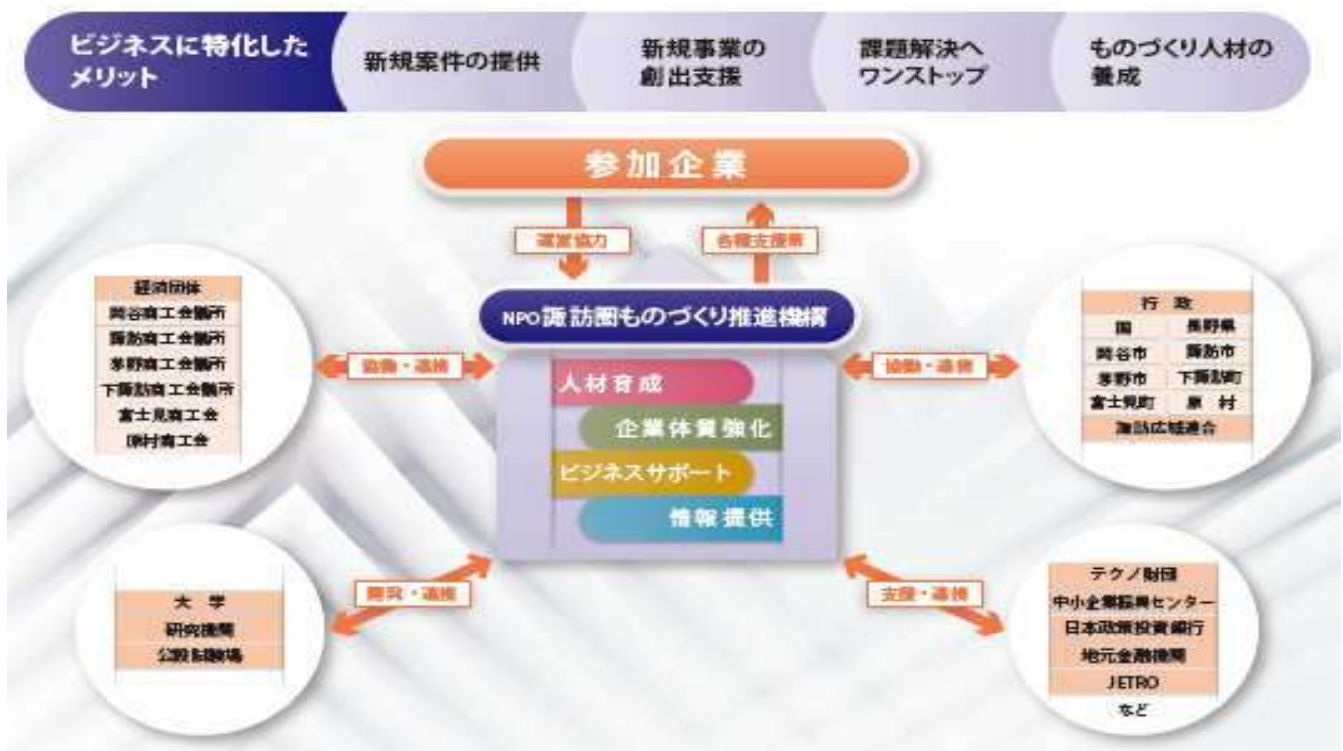 ビジネスに特化した
メリット
新規案件の提供
新規事業の
創出支援
課題解決へ
ワンストップ
ものづくり人材の
養成
参加企業
運営協力
各種支援策
NPO諏訪圏ものづくり推進機構
人材育成
企業体質強化
ビジネスサポート
情報提供
経済団体
岡谷商工会議所
諏訪商工会議所
茅野商工会議所
下諏訪商工会議所
富士見商工会
原村商工会
協働・連携
協働・連携
行 政
国 長野県
岡谷市 諏訪市
茅野市 下諏訪町
富士見町 原 村
諏訪広域連合
大 学
研究機関
公設試験場
研究・連携
支援・連携
テクノ財団
中小企業振興センター
日本政策投資銀行
地元金融機関
JETRO
など